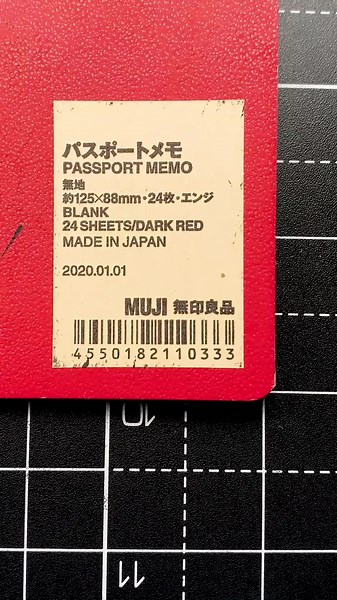 パスポートメモ
PASSPORT MEMO
無地
約125×88mm・24枚・エンジ
BLANK
24 SHEETS/DARK RED
MADE IN JAPAN
2020.01.01
MUJI 無印良品
4550182110333
10
11